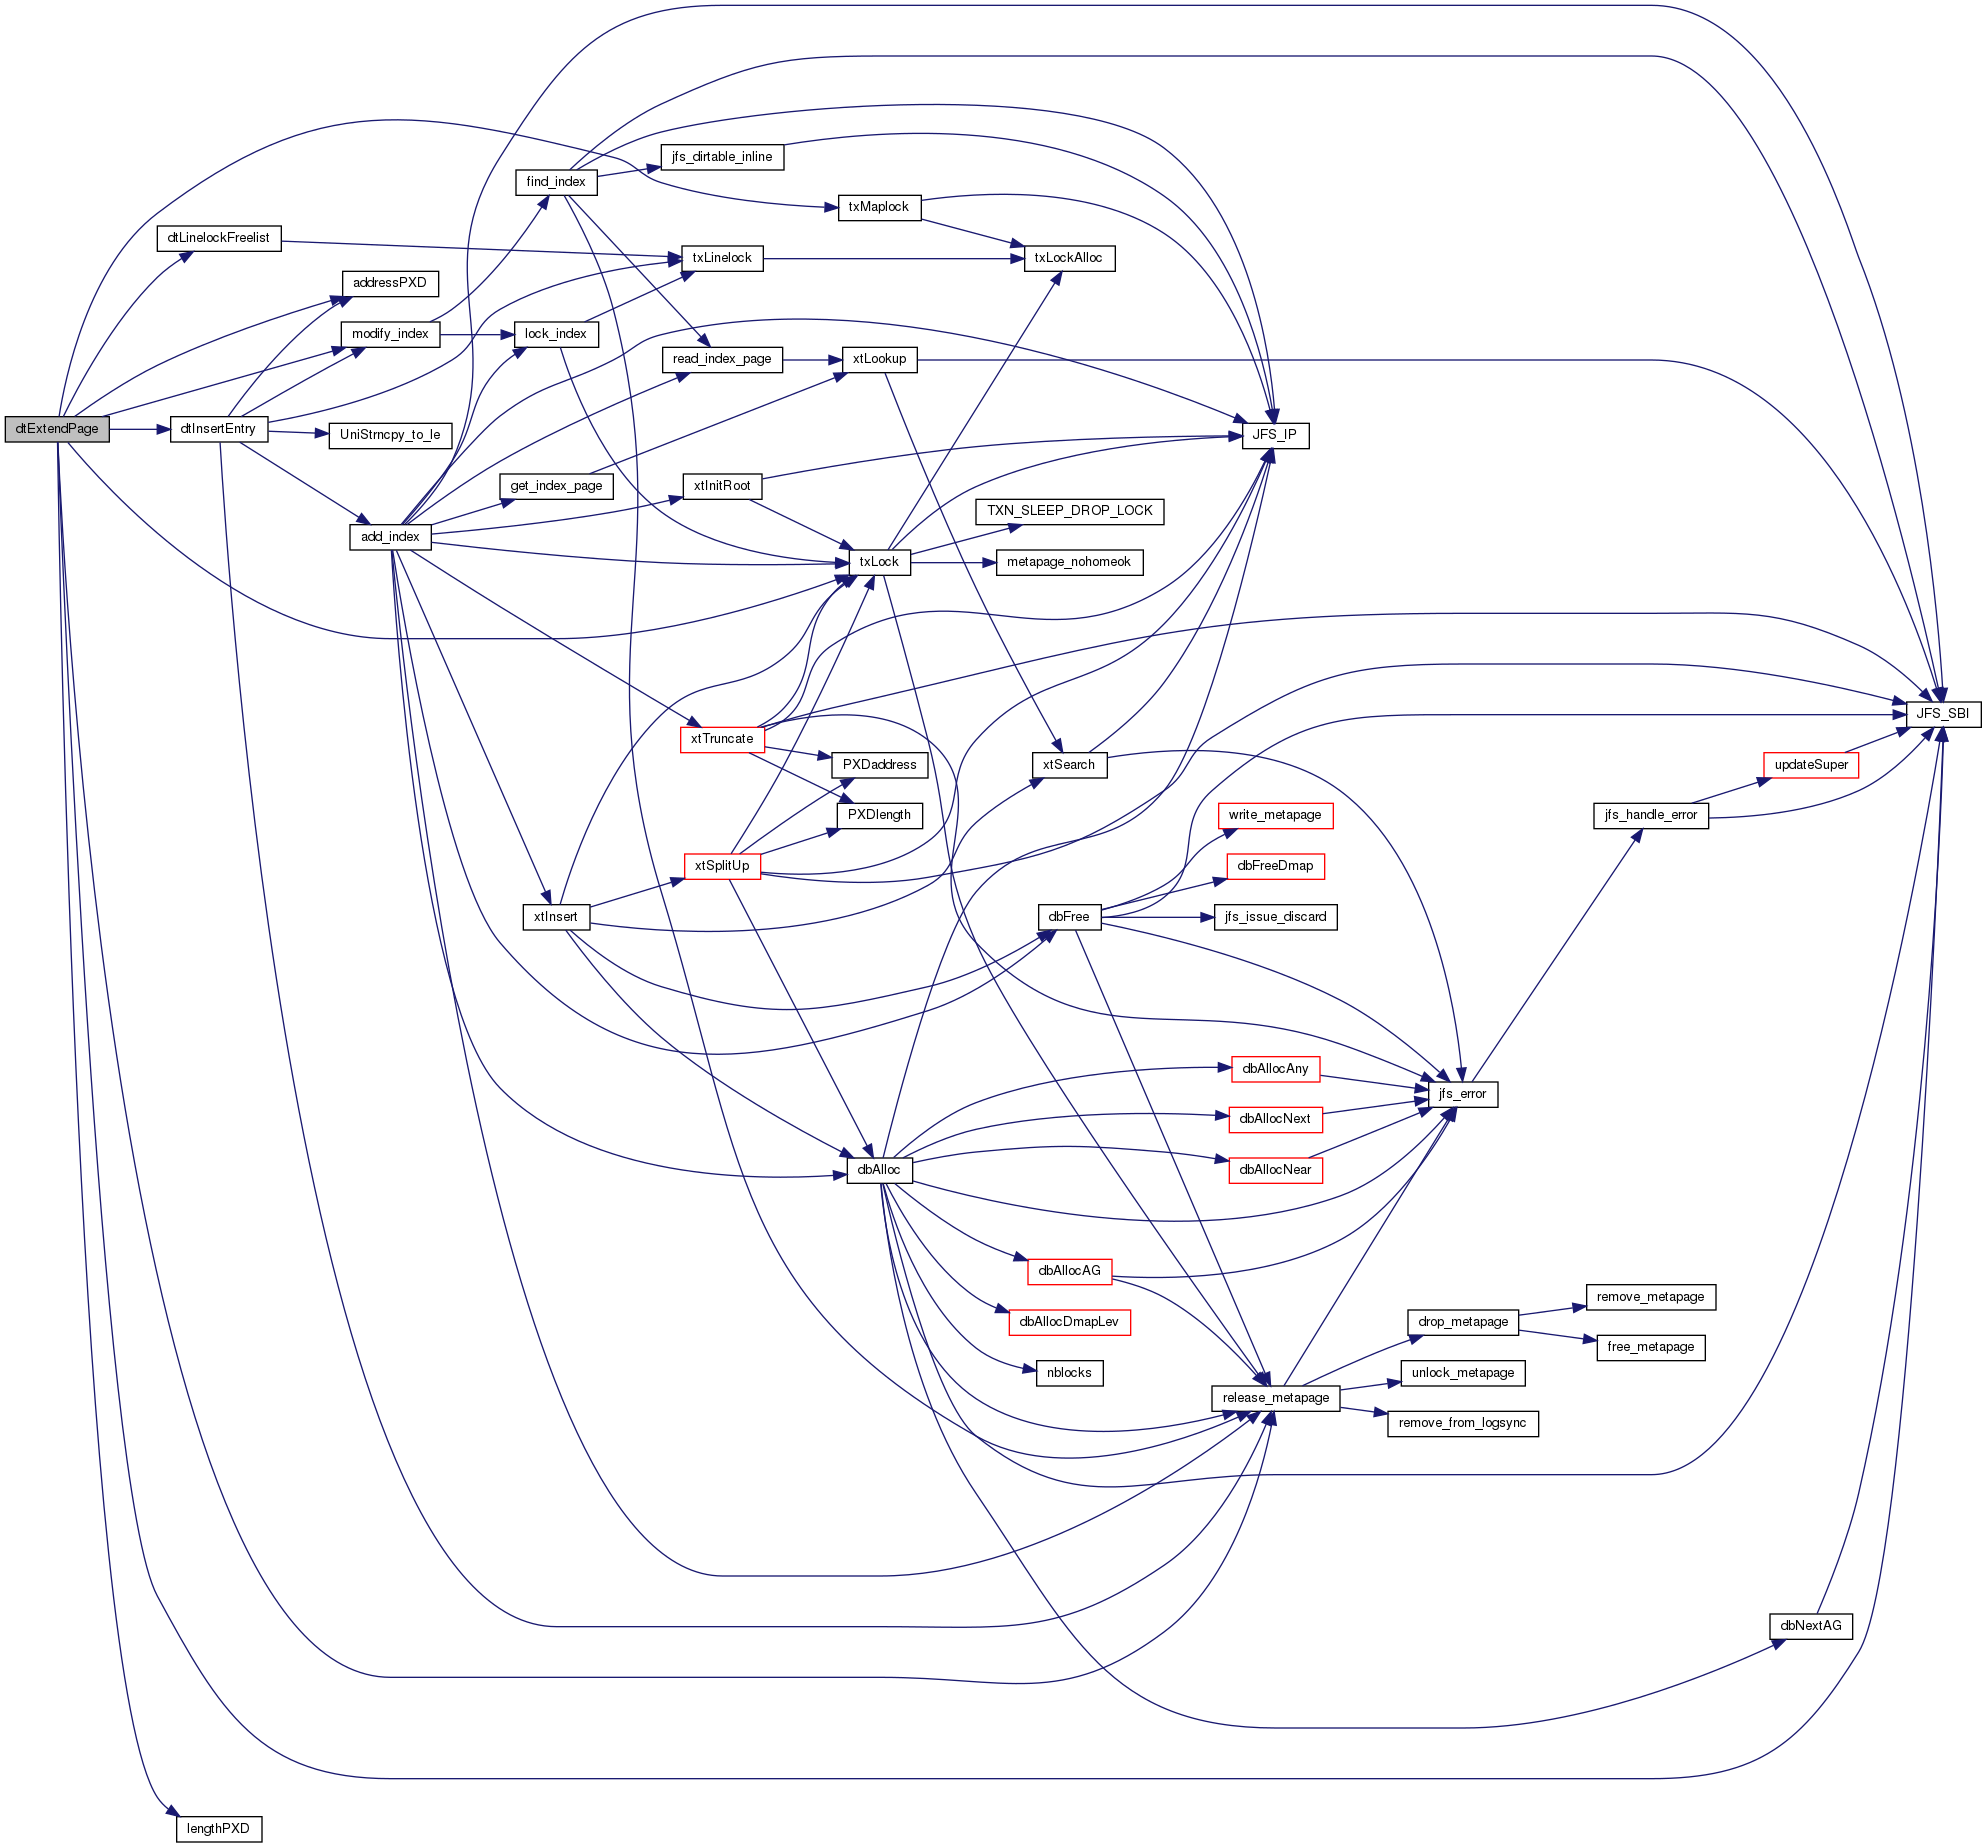 jfs_dirtable_inline
find_index
txMaplock
dtLinelockFreelist
txLinelock
txLockAlloc
addressPXD
modify_index
lock_index
read_index_page
xtLookup
dtExtendPage
dtInsertEntry
UniStrncpy_to_le
JFS_IP
get_index_page
xtInitRoot
TXN_SLEEP_DROP_LOCK
add_index
txLock
metapage_nohomeok
JFS_SBI
xtTruncate
PXDaddress
xtSearch
updateSuper
PXDlength
write_metapage
jfs_handle_error
xtSplitUp
dbFreeDmap
xtInsert
dbFree
jfs_issue_discard
dbAllocAny
jfs_error
dbAllocNext
dbAlloc
dbAllocNear
dbAllocAG
remove_metapage
dbAllocDmapLev
drop_metapage
free_metapage
nblocks
unlock_metapage
release_metapage
remove_from_logsync
dbNextAG
lengthPXD